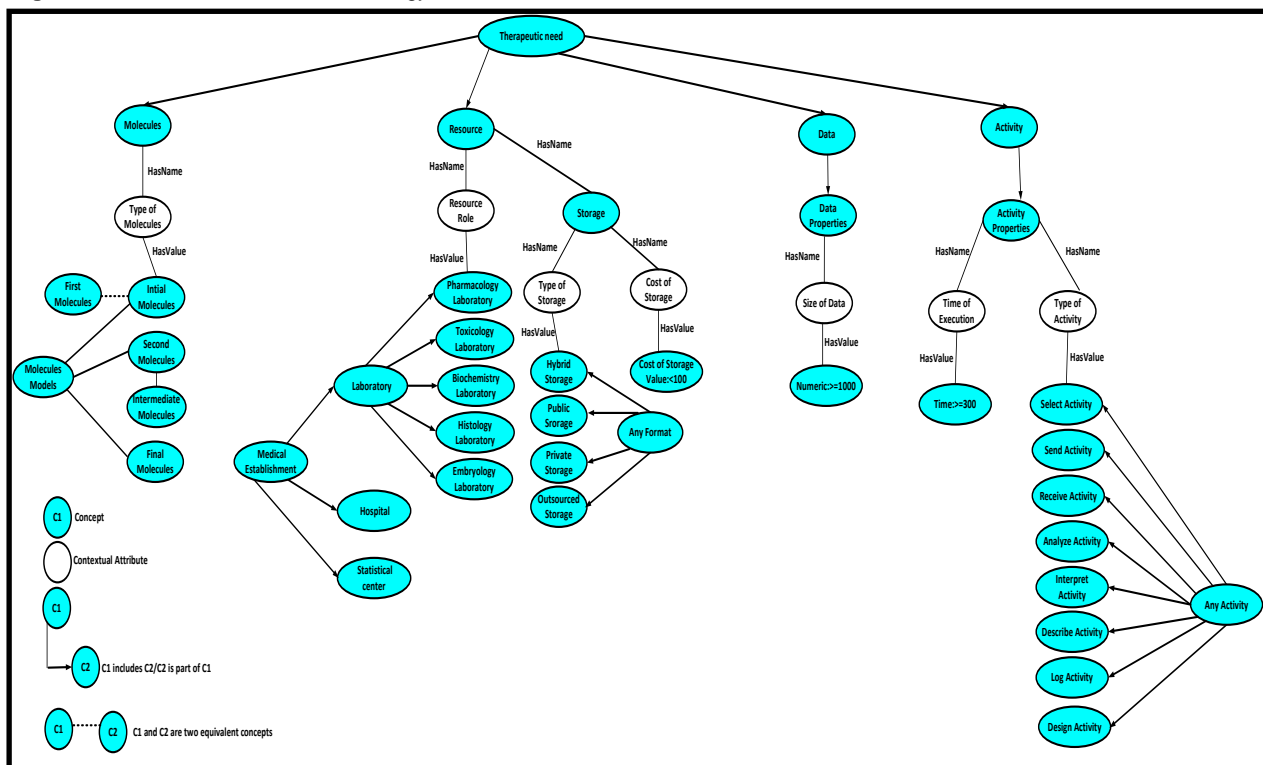 Therapeutic need
Molecules
Resource
Data
Activity
HasName
HasName
HasName
Type of
Molecules
Resource
Role
Storage
Data
Properties
Activity
Properties
HasValue
HasValue
HasName
HasName
HasName
HasName
HasName
First
Molecules
Intial
Molecules
Pharmacology
Laboratory
Type of
Storage
Cost of
Storage
Size of Data
Time of
Execution
Type of
Activity
HasValue
HasValue
HasValue
HasValue
HasValue
Second
Molecules
Molecules
Models
Intermediate
Molecules
Final
Molecules
Toxicology
Laboratory
Laboratory
Biochemistry
Laboratory
Histology
Laboratory
Embryology
Laboratory
Medical
Establishment
Hospital
Statistical
center
Hybrid
Storage
Cost of Storage
Value:<100
Public
Srorage
Any Format
Private
Storage
Outsourced
Storage
Numeric:>=1000
Time:>=300
Select Activity
Send Activity
Receive Activity
Analyze Activity
Interpret
Activity
Any Activity
Describe Activity
Log Activity
Design Activity
C1
Concept
Contextual Attribute
C1
C2
C1 includes C2/C2 is part of C1
C1
C2
C1 and C2 are two equivalent concepts